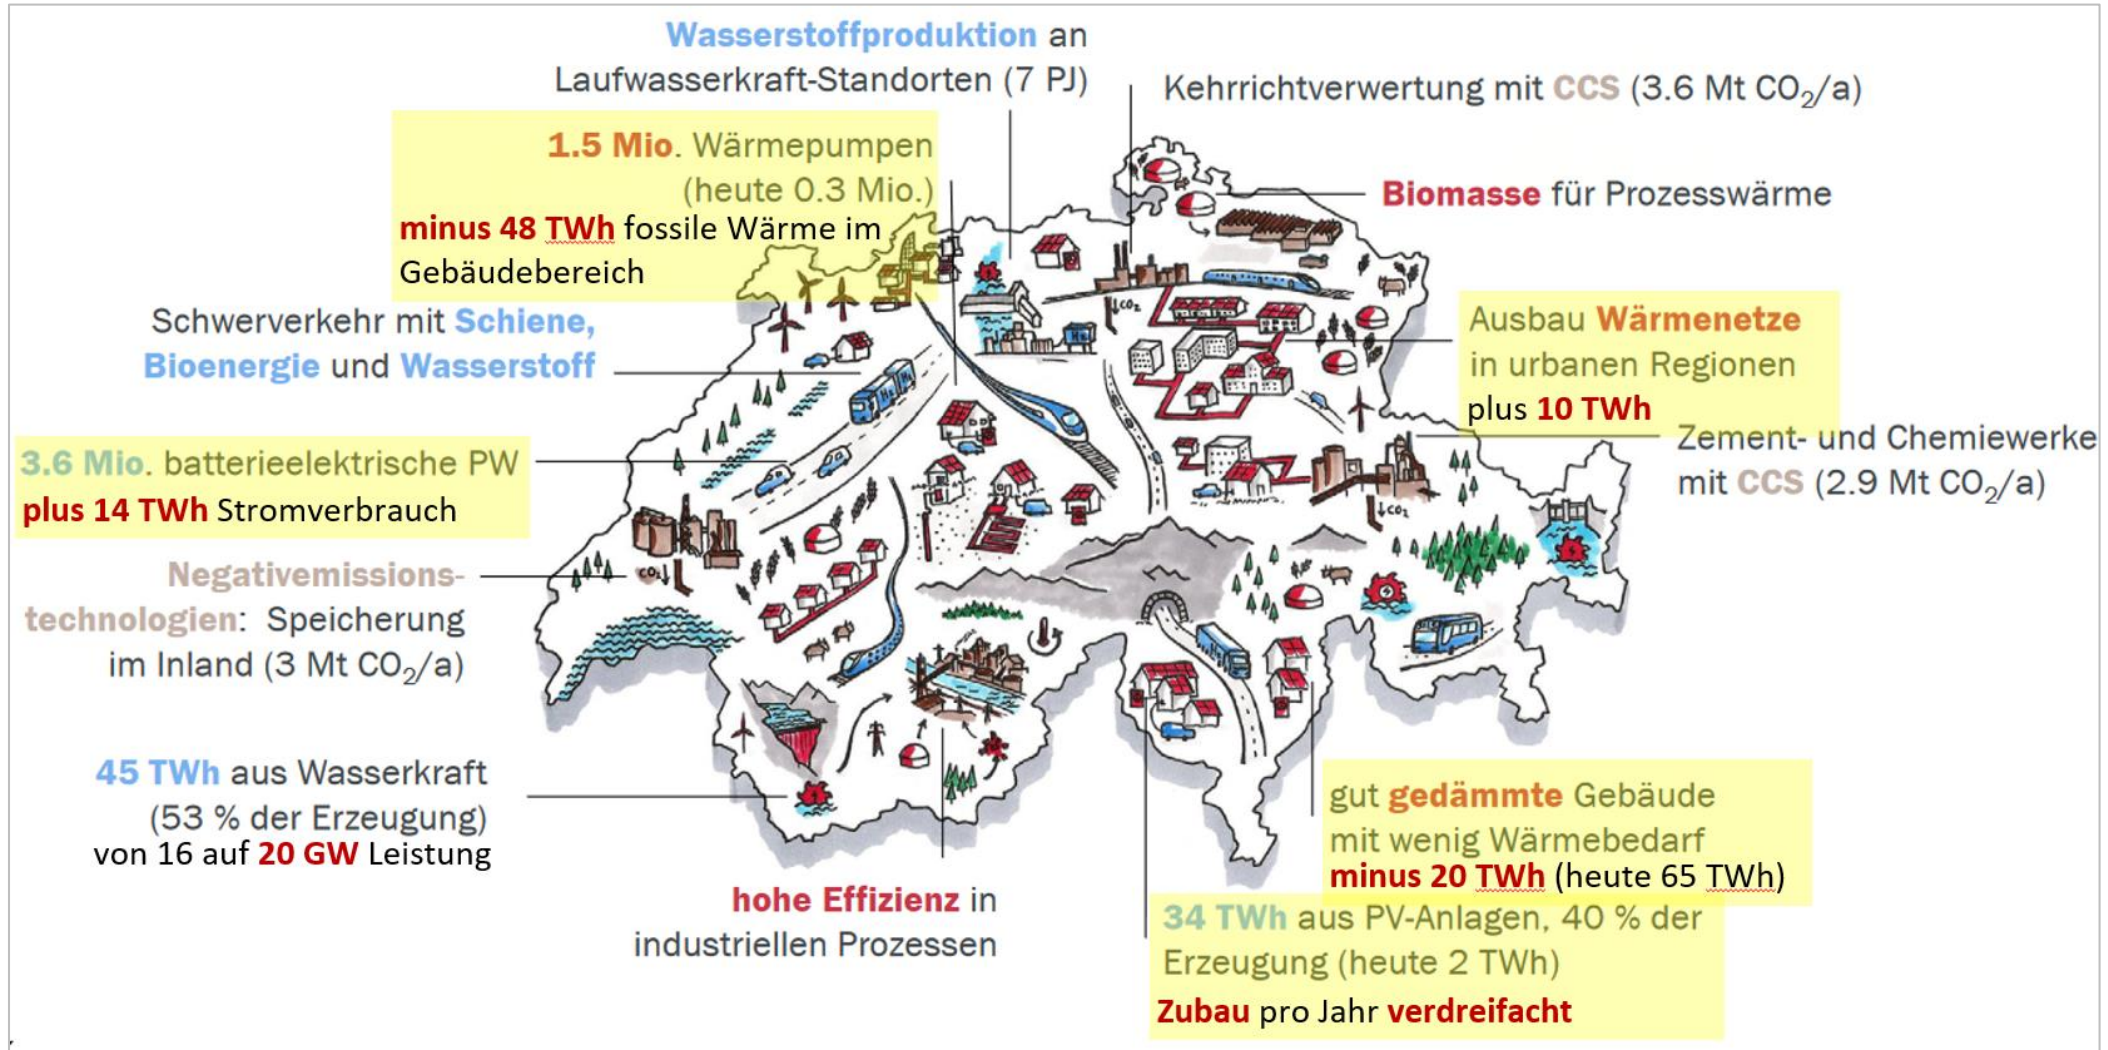 Wasserstoffproduktion an
Laufwasserkraft-Standorten (7 PJ)
Kehrrichtverwertung mit CCS (3.6 Mt CO₂/a)
1.5 Mio. Wärmepumpen
(heute 0.3 Mio.)
minus 48 TWh fossile Wärme im
Gebäudebereich
Biomasse für Prozesswärme
Schwerverkehr mit Schiene,
Bioenergie und Wasserstoff
Ausbau Wärmenetze
in urbanen Regionen
plus 10 TWh
3.6 Mio. batterieelektrische PW
plus 14 TWh Stromverbrauch
Zement- und Chemiewerke
mit CCS (2.9 Mt CO₂/a)
Negativemissions-
technologien: Speicherung
im Inland (3 Mt CO₂/a)
45 TWh aus Wasserkraft
(53 % der Erzeugung)
von 16 auf 20 GW Leistung
hohe Effizienz in
industriellen Prozessen
gut gedämmte Gebäude
mit wenig Wärmebedarf
minus 20 TWh (heute 65 TWh)
34 TWh aus PV-Anlagen, 40 % der
Erzeugung (heute 2 TWh)
Zubau pro Jahr verdreifacht
CO₂
H₂
H₂
H₂
CO₂
CO₂